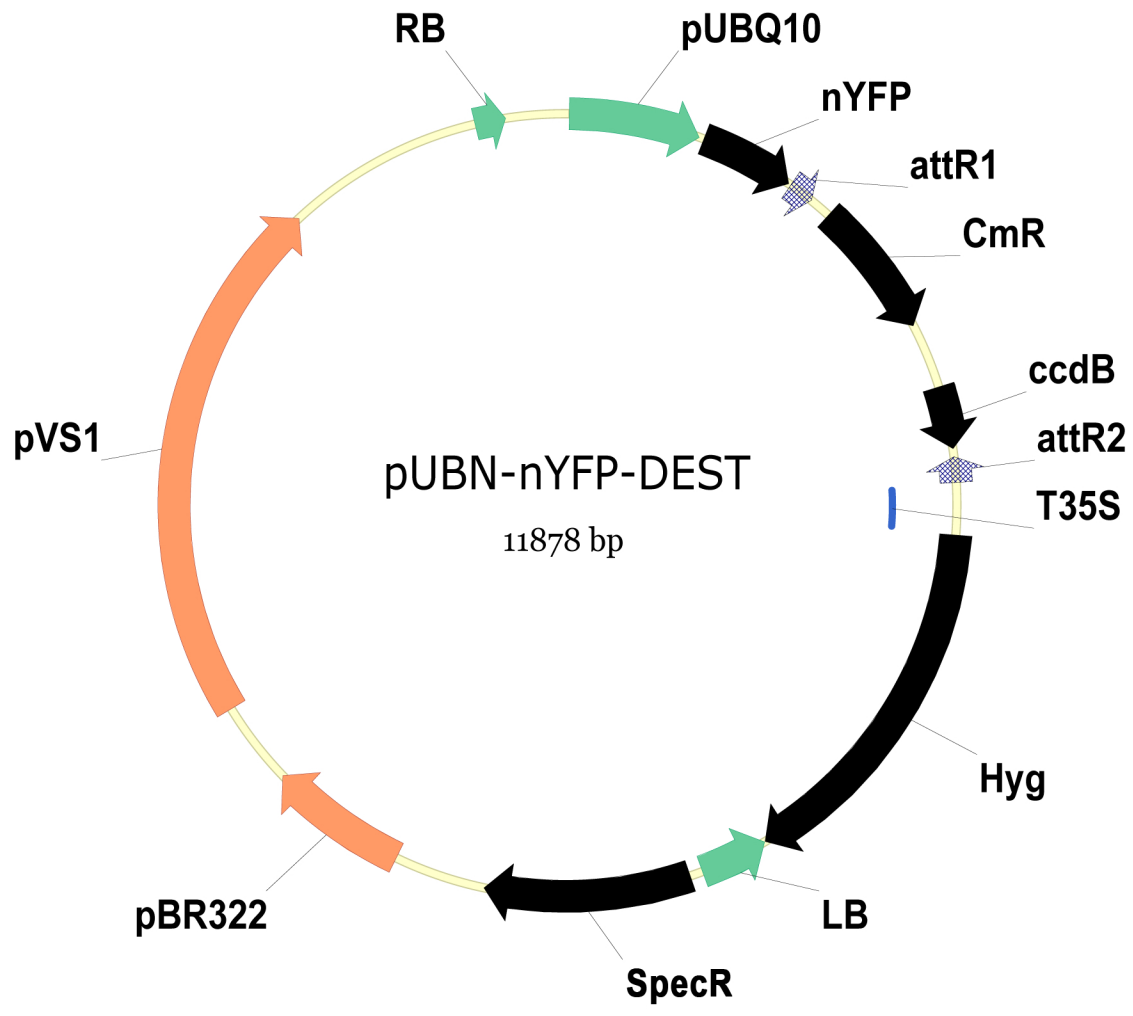 RB
pUBQ10
nYFP
attR1
CmR
ccdB
attR2
T35S
pVS1
pUBN-nYFP-DEST
11878 bp
Hyg
LB
pBR322
SpecR